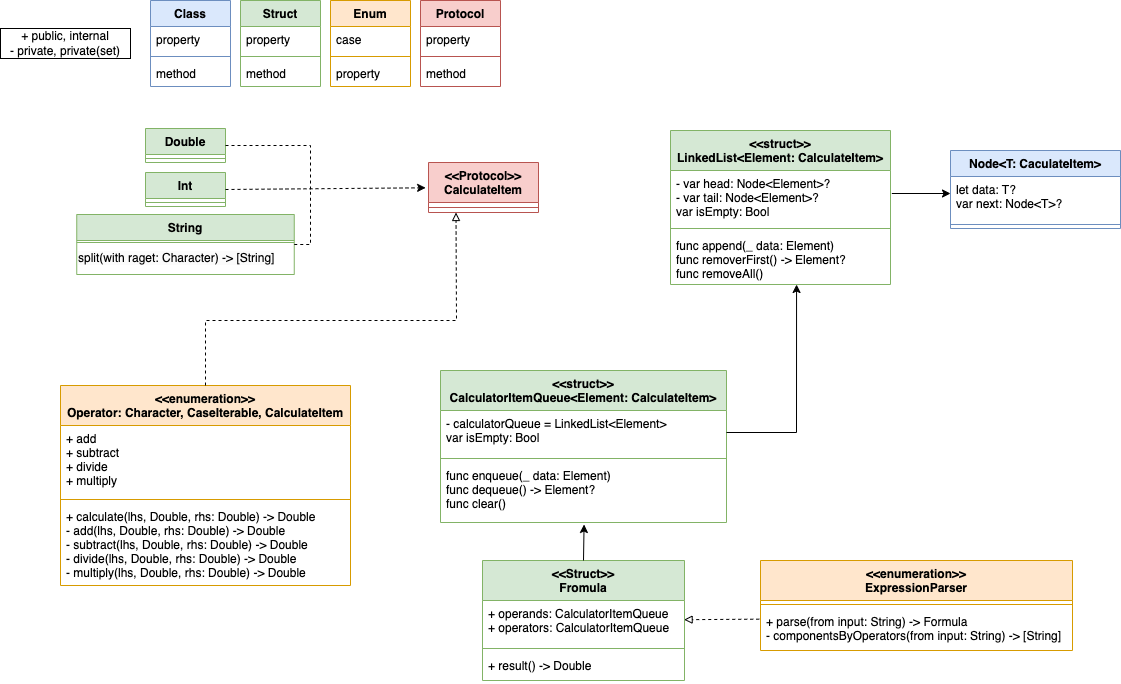 + public, internal
- private, private(set)
Class
property
method
Struct
property
method
Enum
case
property
Protocol
property
method
Double
Int
String
split(with raget: Character) -> [String]
<<Protocol>>
CalculateItem
<<struct>>
LinkedList<Element: CalculateItem>
- var head: Node<Element>?
- var tail: Node<Element>?
var isEmpty: Bool
func append(_ data: Element)
func removerFirst() -> Element?
func removeAll()
Node<T: CaculateItem>
let data: T?
var next: Node<T>?
<<enumeration>>
Operator: Character, CaseIterable, CalculateItem
+ add
+ subtract
+ divide
+ multiply
+ calculate(lhs, Double, rhs: Double) -> Double
- add(lhs, Double, rhs: Double) -> Double
- subtract(lhs, Double, rhs: Double) -> Double
- divide(lhs, Double, rhs: Double) -> Double
- multiply(lhs, Double, rhs: Double) -> Double
<<struct>>
CalculatorItemQueue<Element: CalculateItem>
- calculatorQueue = LinkedList<Element>
var isEmpty: Bool
func enqueue(_ data: Element)
func dequeue() -> Element?
func clear()
<<Struct>>
Fromula
+ operands: CalculatorItemQueue
+ operators: CalculatorItemQueue
+ result() -> Double
<<enumeration>>
ExpressionParser
+ parse(from input: String) -> Formula
- componentsByOperators(from input: String) -> [String]